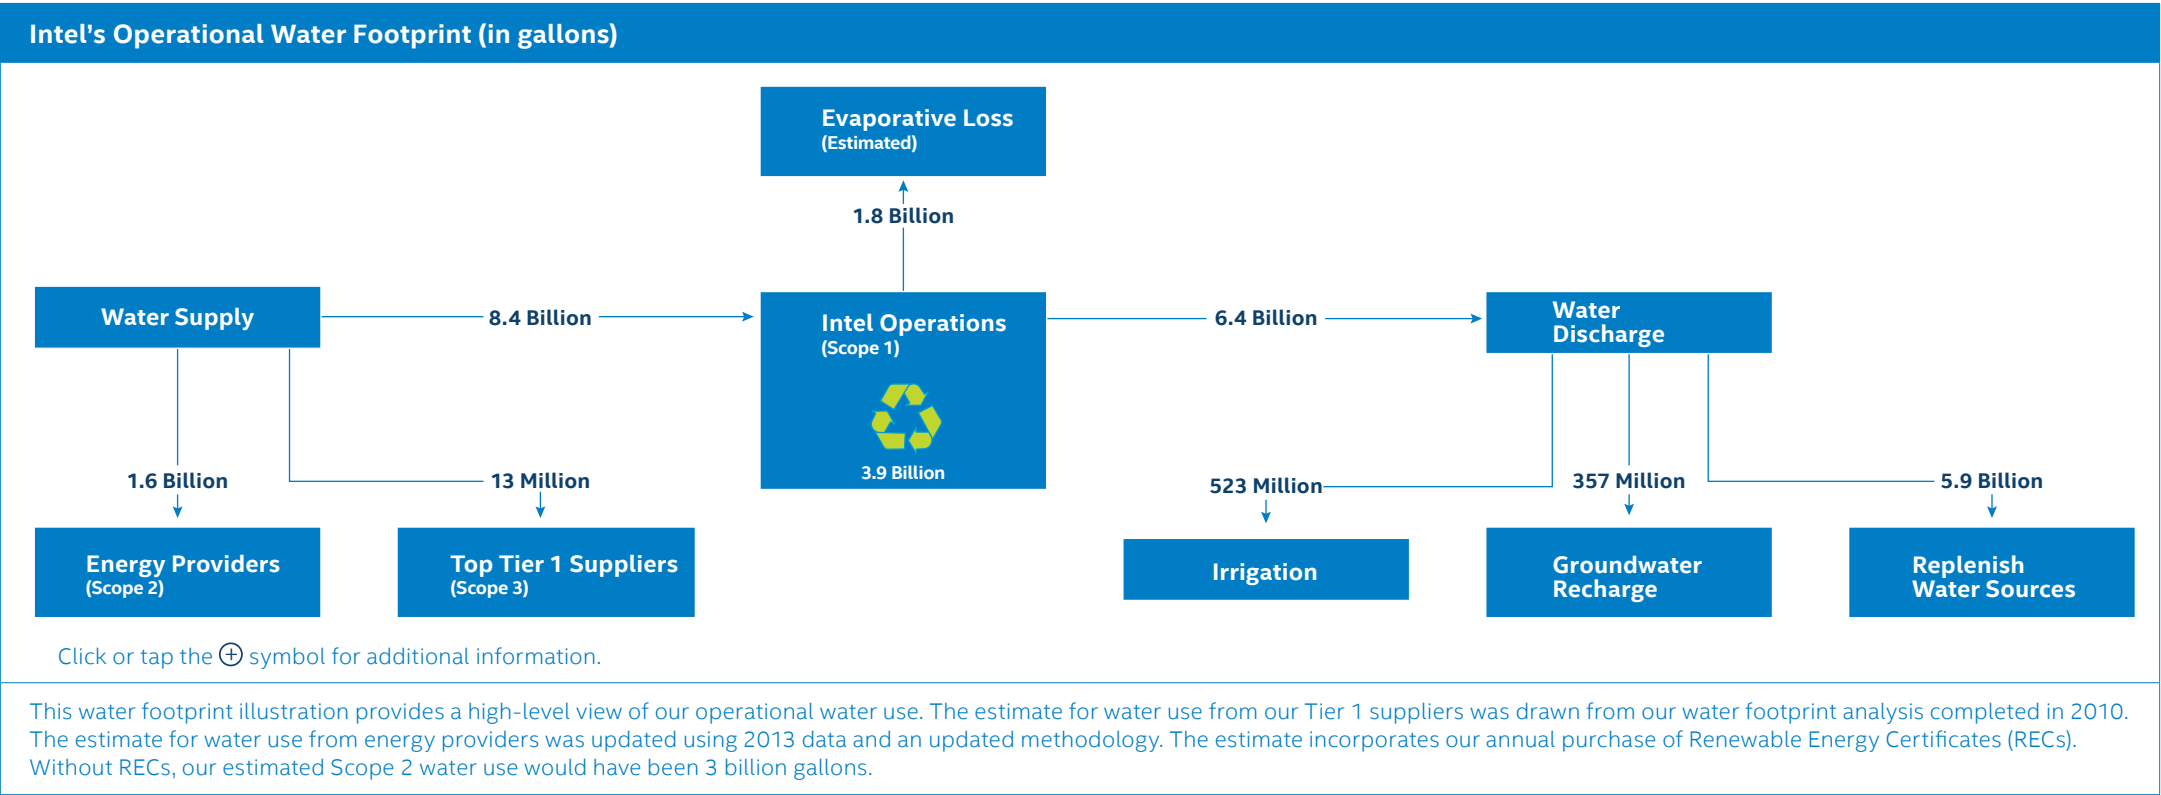 Intel's Operational Water Footprint (in gallons)
Evaporative Loss
(Estimated)
1.8 Billion
Water Supply
8.4 Billion
Intel Operations
(Scope 1)
3.9 Billion
6.4 Billion
Water
Discharge
1.6 Billion
13 Million
523 Million
357 Million
5.9 Billion
Energy Providers
(Scope 2)
Top Tier 1 Suppliers
(Scope 3)
Irrigation
Groundwater
Recharge
Replenish
Water Sources
Click or tap the ⊕ symbol for additional information.
This water footprint illustration provides a high-level view of our operational water use. The estimate for water use from our Tier 1 suppliers was drawn from our water footprint analysis completed in 2010.
The estimate for water use from energy providers was updated using 2013 data and an updated methodology. The estimate incorporates our annual purchase of Renewable Energy Certificates (RECs).
Without RECs, our estimated Scope 2 water use would have been 3 billion gallons.